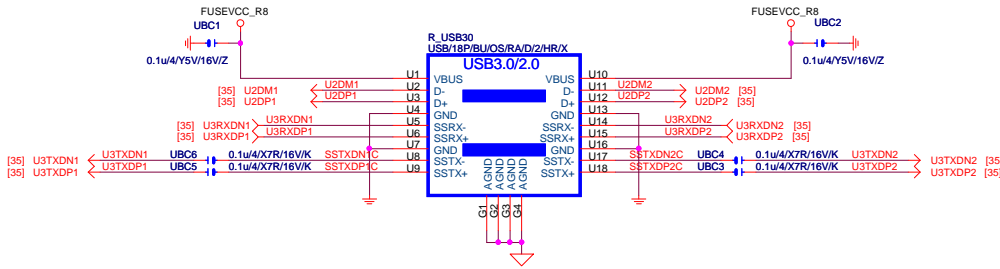 FUSEVCC_R8 FUSEVCC_R8
UBC1 UBC2
R_USB30
USB/18P/BU/OS/RA/D/2/HR/X
0.1u/4/Y5V/16V/Z USB3.0/2.0 0.1u/4/Y5V/16V/Z
U1 VBUS VBUS U10
[35] U2DM1 U2DM1 U2 D- D- U11 U2DM2 U2DM2 [35]
[35] U2DP1 U2DP1 U3 D+ D+ U12 U2DP2 U2DP2 [35]
U4 GND GND U13
[35] U3RXDN1 U3RXDN1 U5 SSRX- SSRX- U14 U3RXDN2 U3RXDN2 [35]
[35] U3RXDP1 U3RXDP1 U6 SSRX+ SSRX+ U15 U3RXDP2 U3RXDP2 [35]
U7 GND GND U16
[35] U3TXDN1 U3TXDN1 UBC6 0.1u/4/X7R/16V/K SSTXDN1C U8 SSTX- SSTX- U17 SSTXDN2C UBC4 0.1u/4/X7R/16V/K U3TXDN2 U3TXDN2 [35]
[35] U3TXDP1 U3TXDP1 UBC5 0.1u/4/X7R/16V/K SSTXDP1C U9 SSTX+ SSTX+ U18 SSTXDP2C UBC3 0.1u/4/X7R/16V/K U3TXDP2 U3TXDP2 [35]
AGND AGND AGND AGND
G1 G2 G3 G4